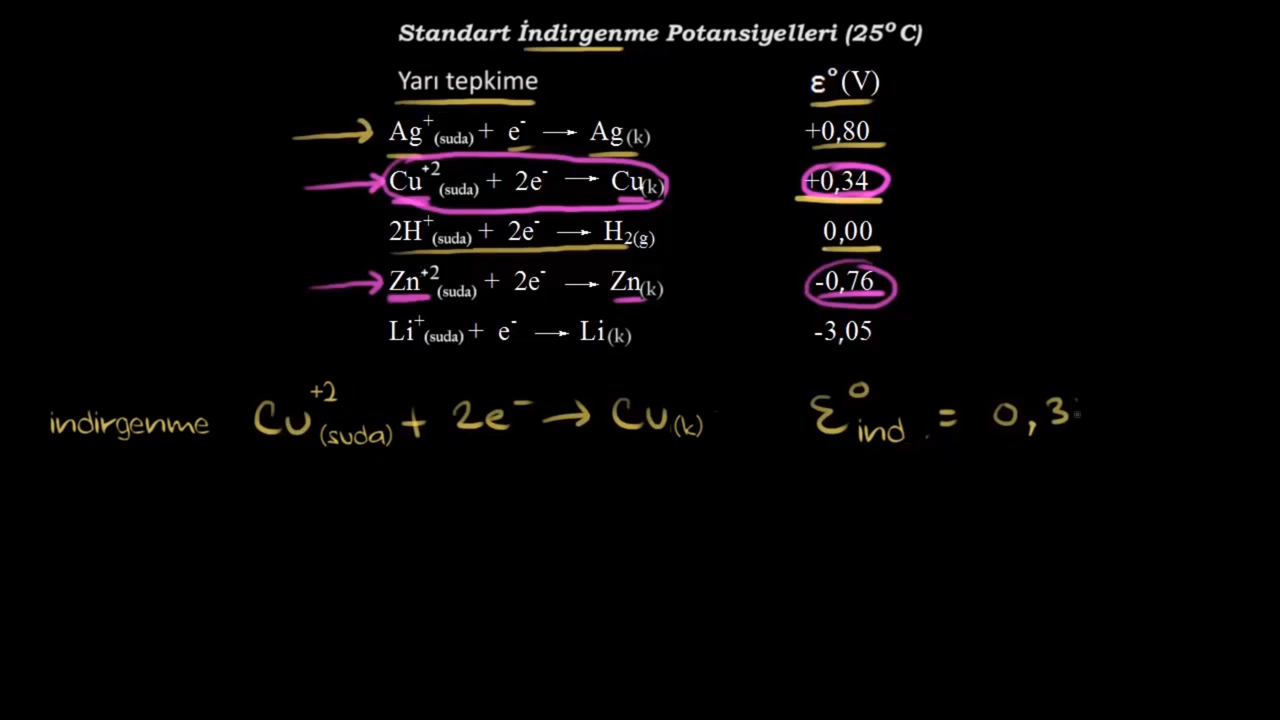 Standart İndirgenme Potansiyelleri (25⁰ C)
Yarı tepkime ε° (V)
Ag⁺(suda) + e⁻ → Ag(k) +0,80
Cu⁺²(suda) + 2e⁻ → Cu(k) +0,34
2H⁺(suda) + 2e⁻ → H₂(g) 0,00
Zn⁺²(suda) + 2e⁻ → Zn(k) -0,76
Li⁺(suda) + e⁻ → Li(k) -3,05
indirgenme Cu⁺²(suda) + 2e⁻ → Cu(k) ε⁰ind. = 0,3